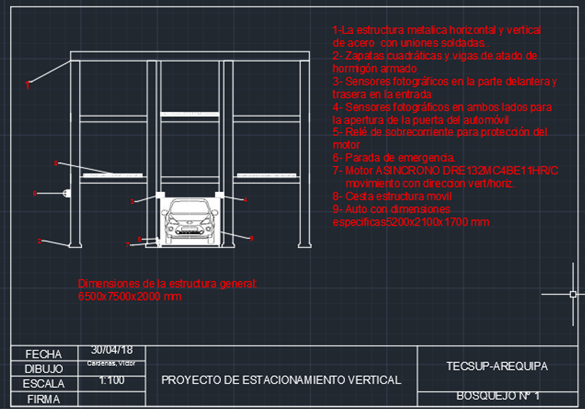 1-La estructura metalica horizontal y vertical
de acero con uniones soldadas
2- Zapatas cuadráticas y vigas de atado de
hormigón armado
3- Sensores fotográficos en la parte delantera y
trasera en la entrada
4- Sensores fotográficos en ambos lados para
la apertura de la puerta del automóvil
5- Relé de sobrecorriente para protección del
motor
6- Parada de emergencia
7- Motor ASINCRONO DRE132MC4BE11HR/C
movimiento con direccion vert/horiz.
8- Cesta estructura movil
9- Auto con dimensiones
especificas5200x2100x1700 mm
1
8
6
3
4
9
2
5
7
4
2
Dimensiones de la estructura general:
6500x7500x2000 mm
FECHA 30/04/18
DIBUJO Cardenas, Victor
ESCALA 1:100
FIRMA
PROYECTO DE ESTACIONAMIENTO VERTICAL
TECSUP-AREQUIPA
BOSQUEJO N° 1